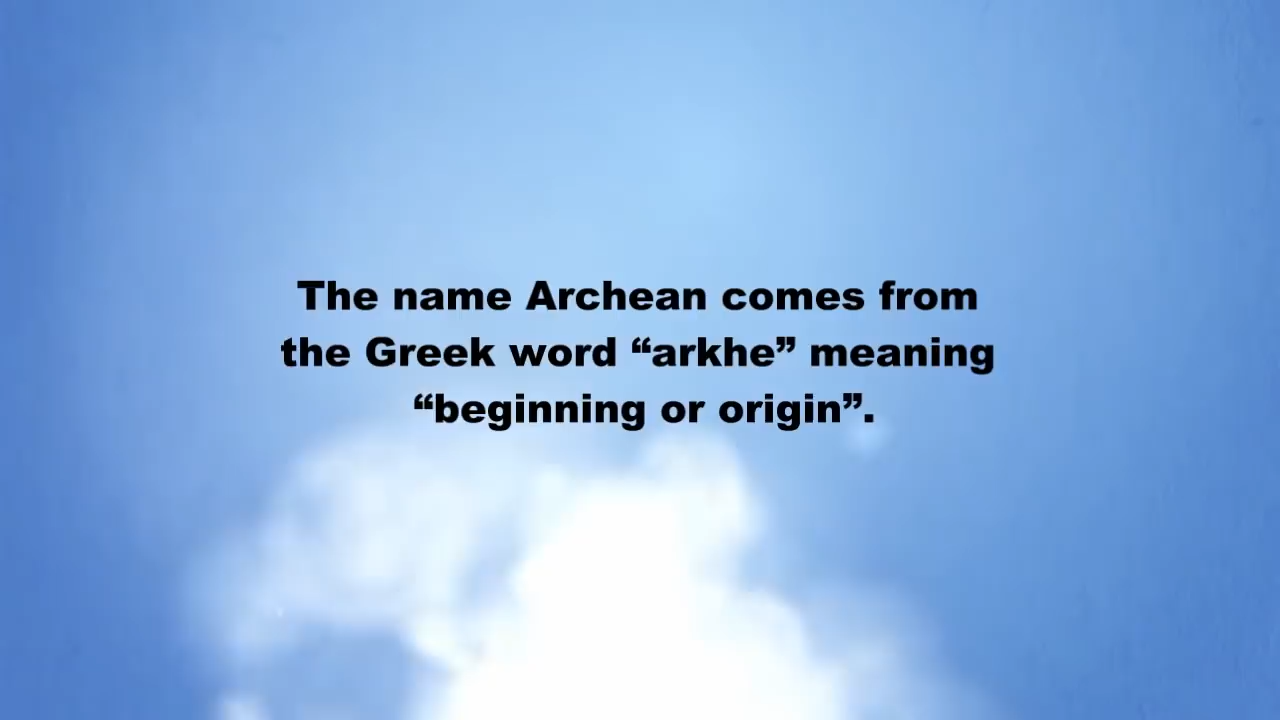 The name Archean comes from
the Greek word “arkhe” meaning
“beginning or origin”.